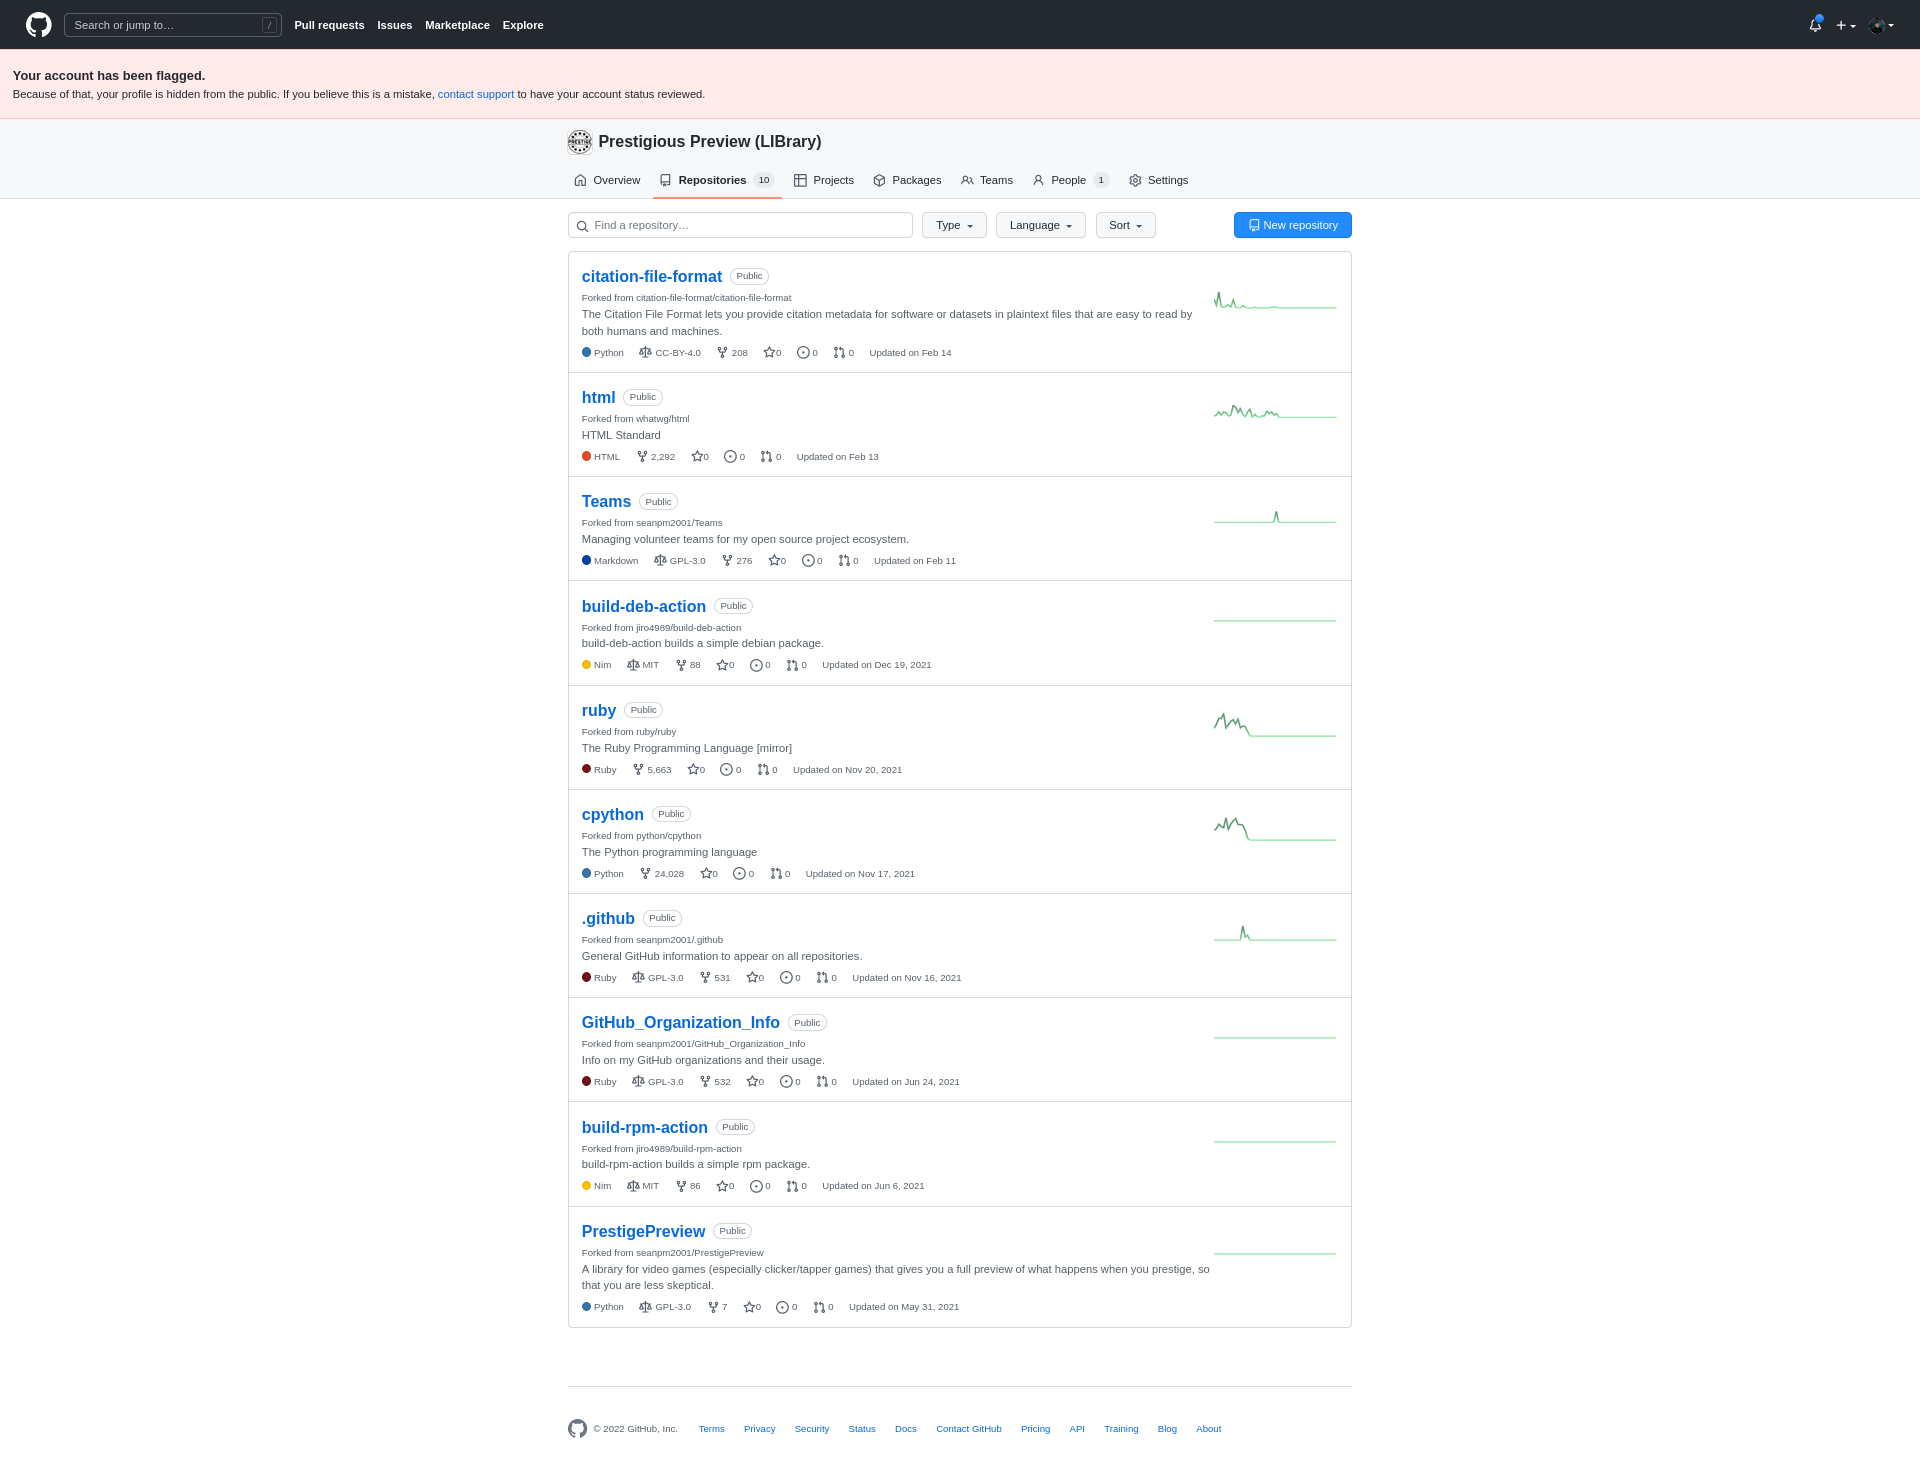 Search or jump to… /
Pull requests Issues Marketplace Explore
Your account has been flagged.
Because of that, your profile is hidden from the public. If you believe this is a mistake, contact support to have your account status reviewed.
PRESTIGE
Prestigious Preview (LIBrary)
Overview Repositories 10 Projects Packages Teams People 1 Settings
Find a repository… Type Language Sort New repository
citation-file-format Public
Forked from citation-file-format/citation-file-format
The Citation File Format lets you provide citation metadata for software or datasets in plaintext files that are easy to read by
both humans and machines.
Python CC-BY-4.0 208 0 0 0 Updated on Feb 14
html Public
Forked from whatwg/html
HTML Standard
HTML 2,292 0 0 0 Updated on Feb 13
Teams Public
Forked from seanpm2001/Teams
Managing volunteer teams for my open source project ecosystem.
Markdown GPL-3.0 276 0 0 0 Updated on Feb 11
build-deb-action Public
Forked from jiro4989/build-deb-action
build-deb-action builds a simple debian package.
Nim MIT 88 0 0 0 Updated on Dec 19, 2021
ruby Public
Forked from ruby/ruby
The Ruby Programming Language [mirror]
Ruby 5,663 0 0 0 Updated on Nov 20, 2021
cpython Public
Forked from python/cpython
The Python programming language
Python 24,028 0 0 0 Updated on Nov 17, 2021
.github Public
Forked from seanpm2001/.github
General GitHub information to appear on all repositories.
Ruby GPL-3.0 531 0 0 0 Updated on Nov 16, 2021
GitHub_Organization_Info Public
Forked from seanpm2001/GitHub_Organization_Info
Info on my GitHub organizations and their usage.
Ruby GPL-3.0 532 0 0 0 Updated on Jun 24, 2021
build-rpm-action Public
Forked from jiro4989/build-rpm-action
build-rpm-action builds a simple rpm package.
Nim MIT 86 0 0 0 Updated on Jun 6, 2021
PrestigePreview Public
Forked from seanpm2001/PrestigePreview
A library for video games (especially clicker/tapper games) that gives you a full preview of what happens when you prestige, so
that you are less skeptical.
Python GPL-3.0 7 0 0 0 Updated on May 31, 2021
© 2022 GitHub, Inc. Terms Privacy Security Status Docs Contact GitHub Pricing API Training Blog About